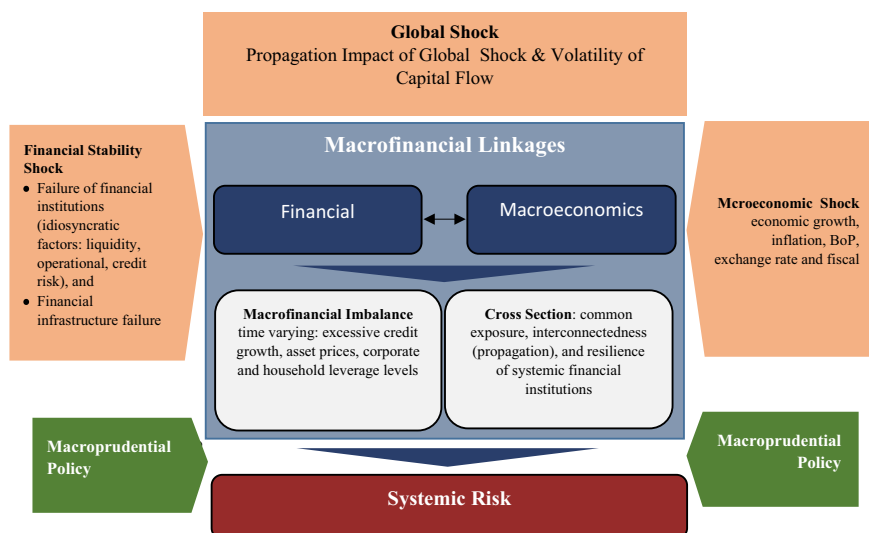 Global Shock
Propagation Impact of Global Shock & Volatility of
Capital Flow
Financial Stability
Shock
• Failure of financial
institutions
(idiosyncratic
factors: liquidity,
operational, credit
risk), and
• Financial
infrastructure failure
Macrofinancial Linkages
Financial
Macroeconomics
Mcroeconomic Shock
economic growth,
inflation, BoP,
exchange rate and fiscal
Macrofinancial Imbalance
time varying: excessive credit
growth, asset prices, corporate
and household leverage levels
Cross Section: common
exposure, interconnectedness
(propagation), and resilience
of systemic financial
institutions
Macroprudential
Policy
Macroprudential
Policy
Systemic Risk